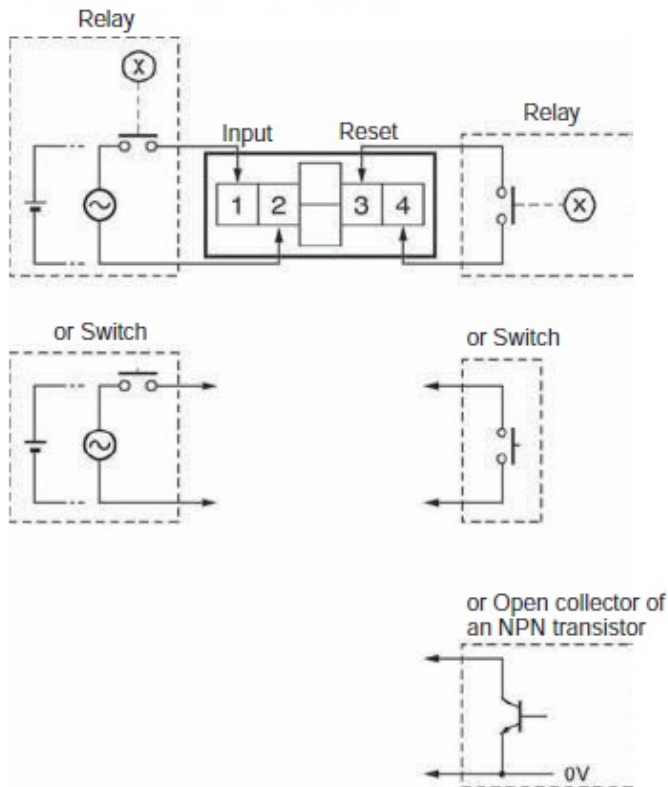 Relay
X
Input
Reset
Relay
1 2 3 4
X
or Switch
or Switch
or Open collector of
an NPN transistor
0V